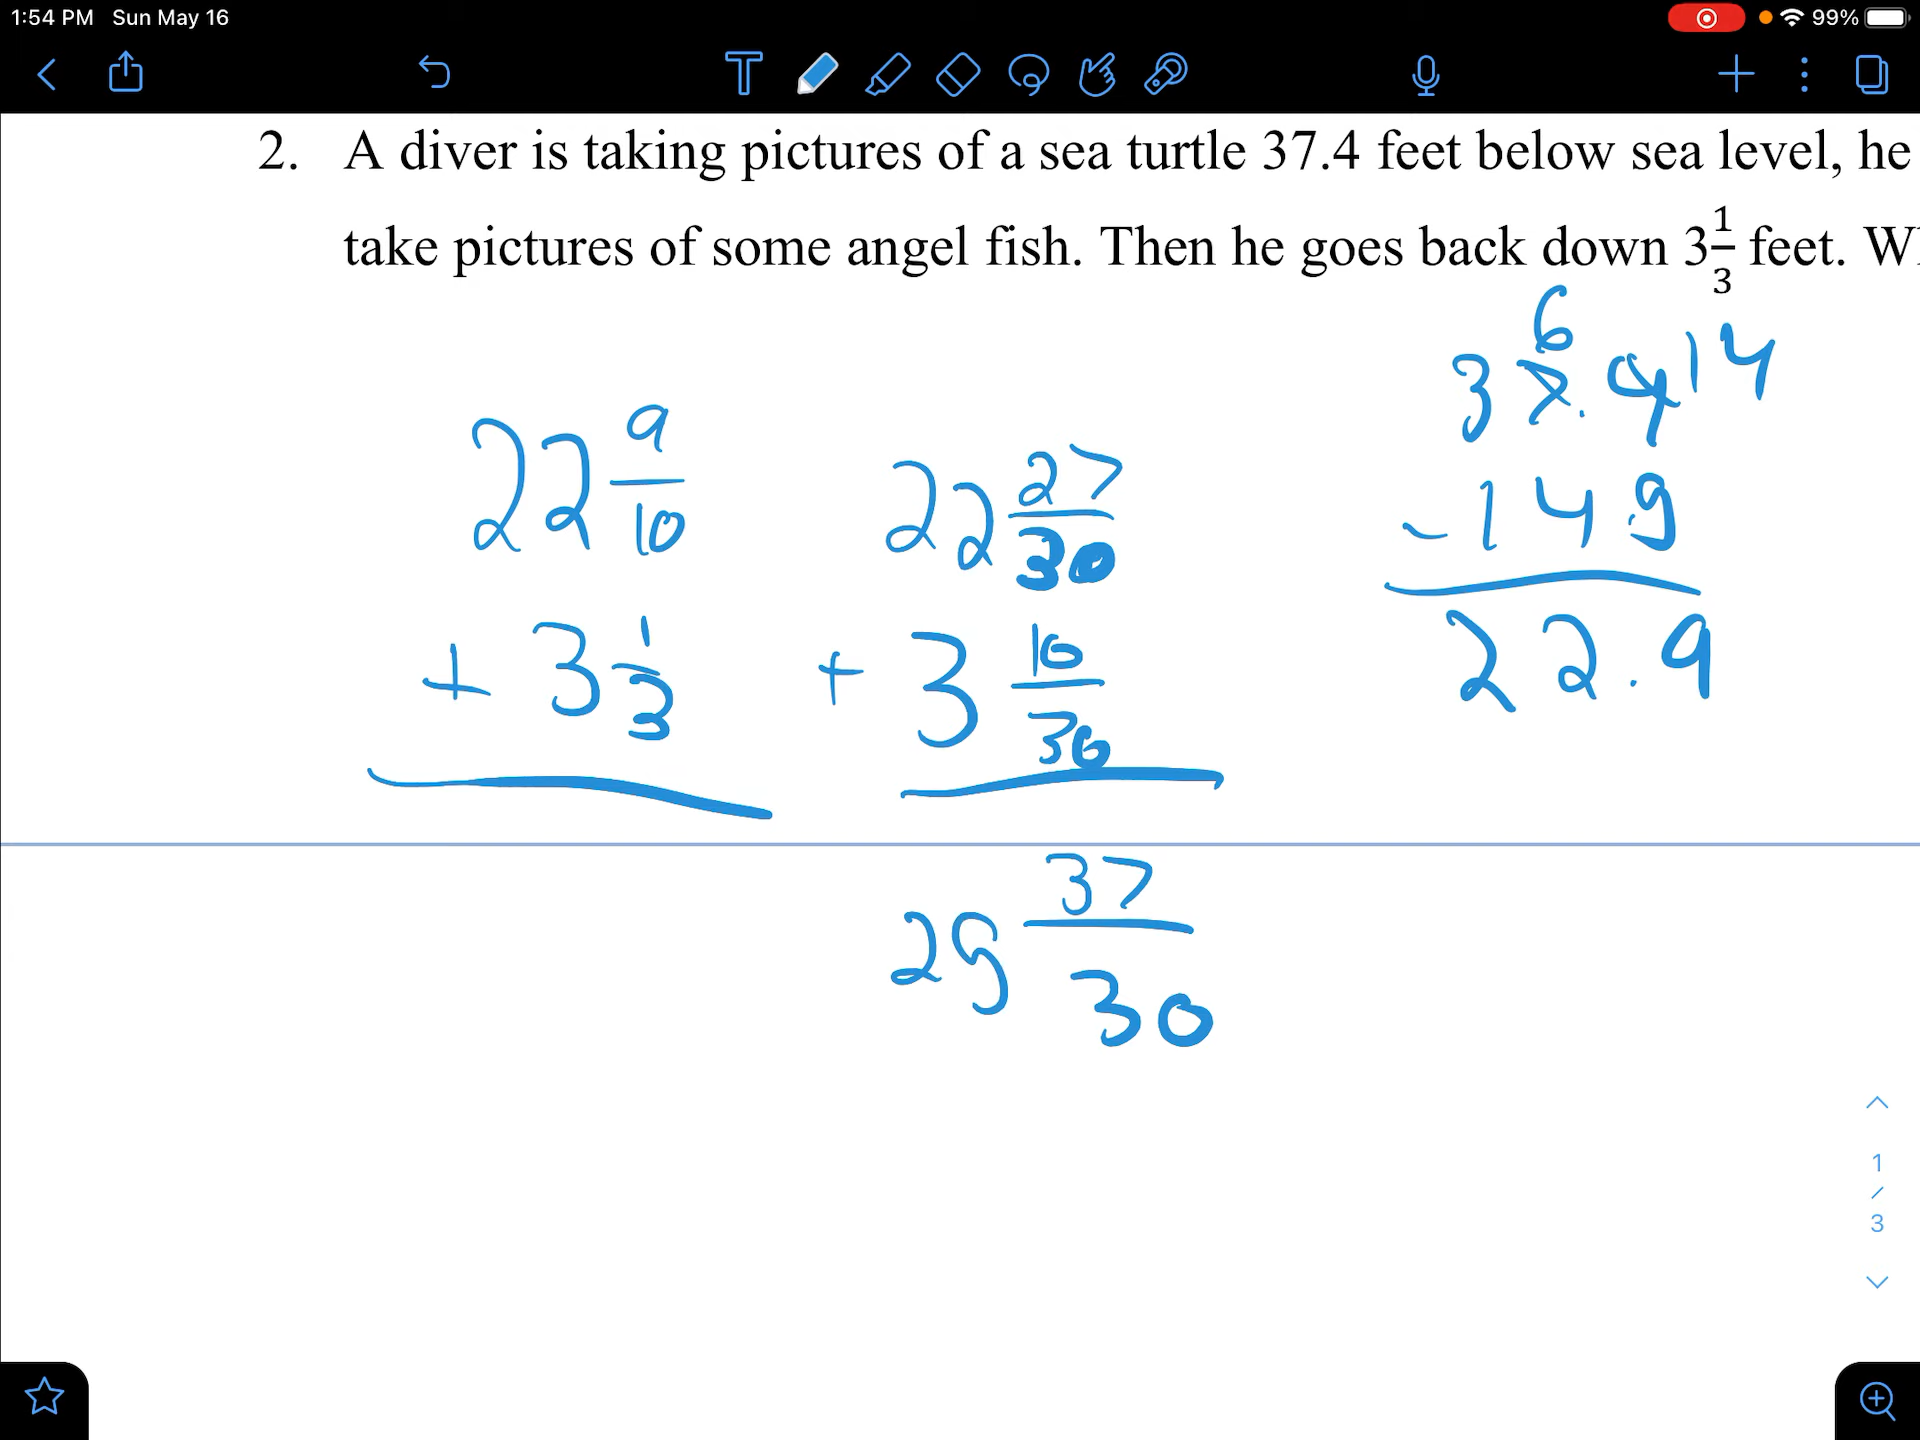 1:54 PM Sun May 16
99%
T
2. A diver is taking pictures of a sea turtle 37.4 feet below sea level, he
take pictures of some angel fish. Then he goes back down 3 1/3 feet. W
6
37.4 14
- 14.9
22.9
22 9/10
+ 3 1/3
22 27/30
+ 3 10/30
25 37/30
1
/
3